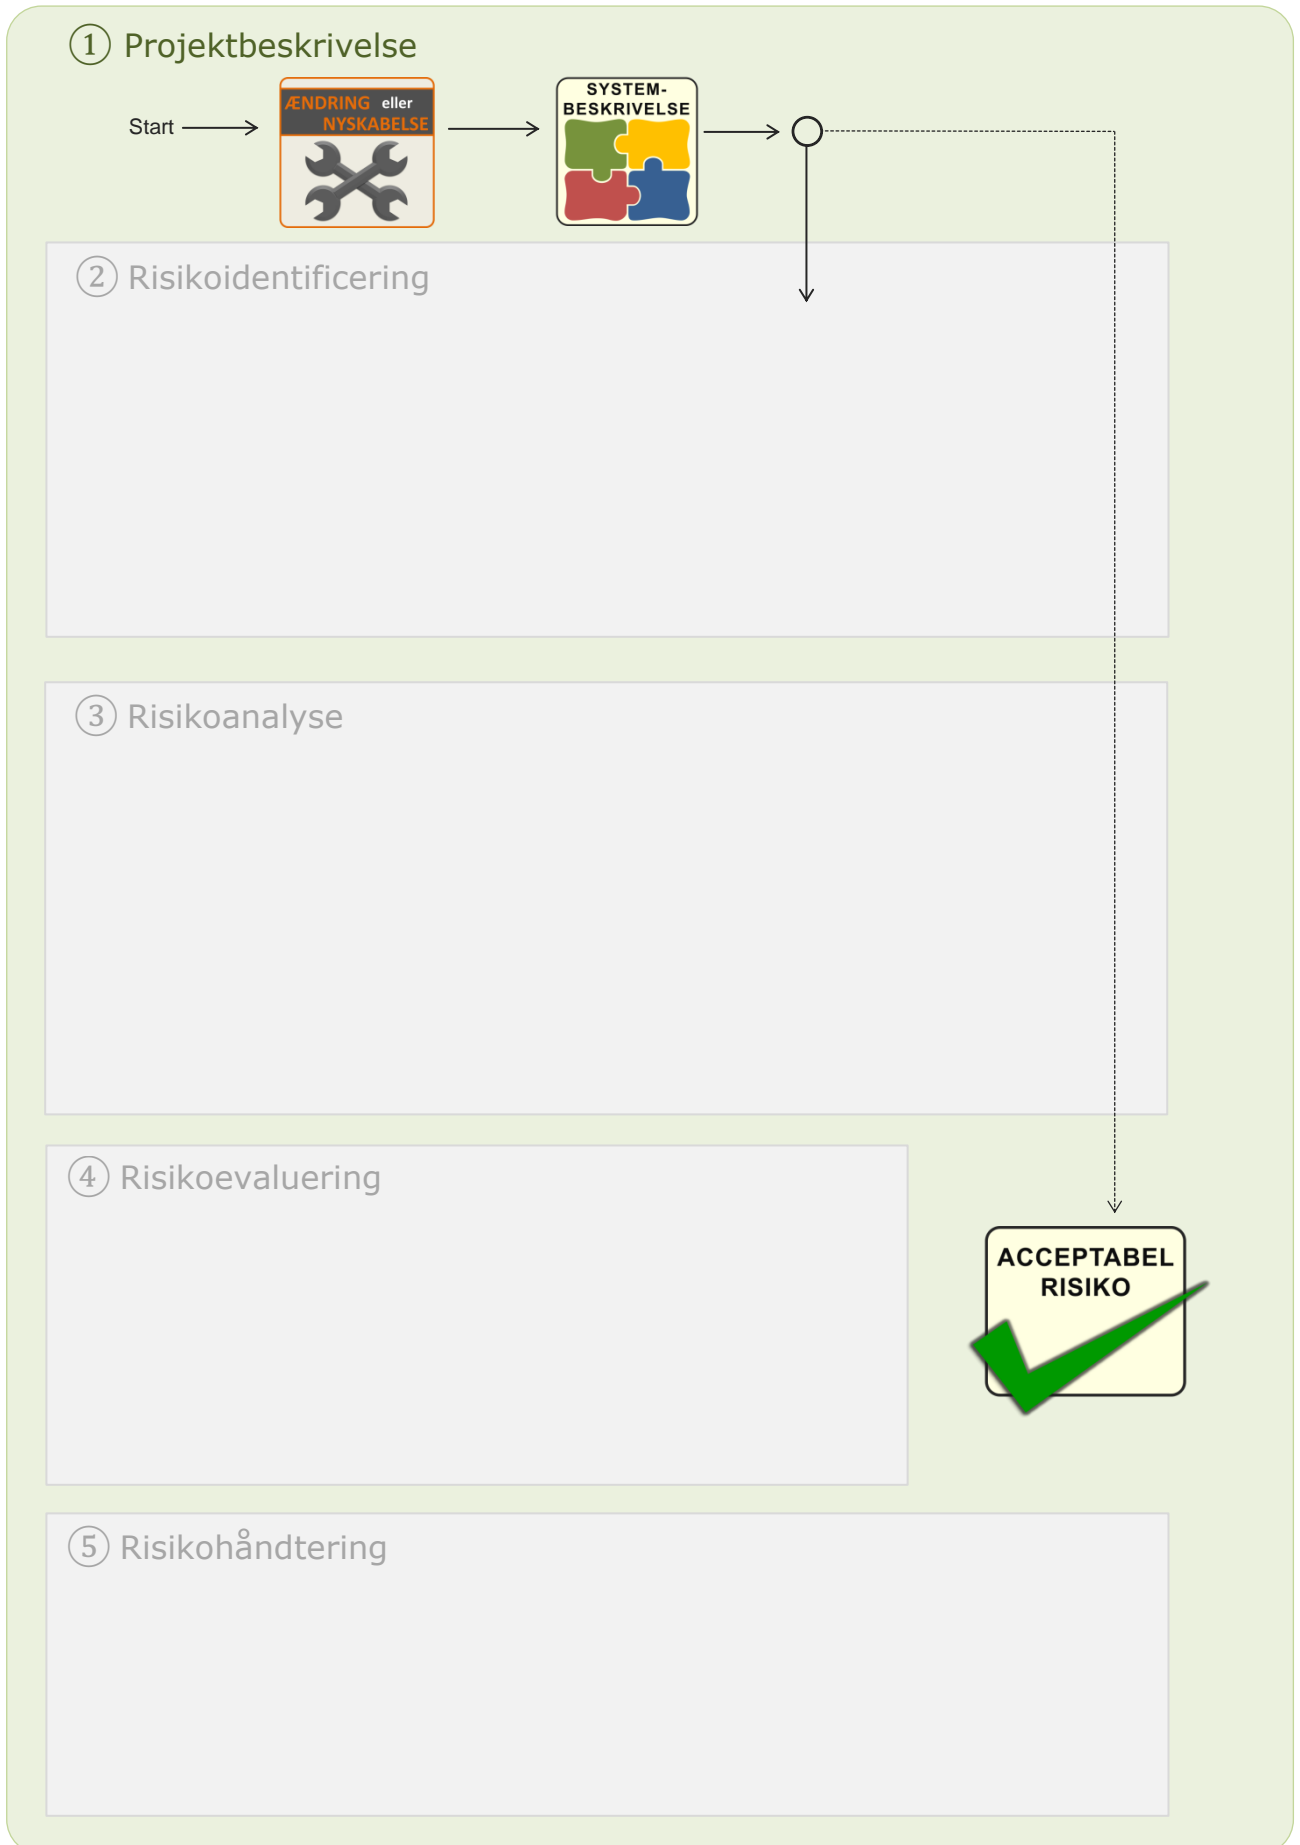 ① Projektbeskrivelse
Start
ÆNDRING eller
NYSKABELSE
SYSTEM-
BESKRIVELSE
② Risikoidentificering
③ Risikoanalyse
④ Risikoevaluering
ACCEPTABEL
RISIKO
⑤ Risikohåndtering